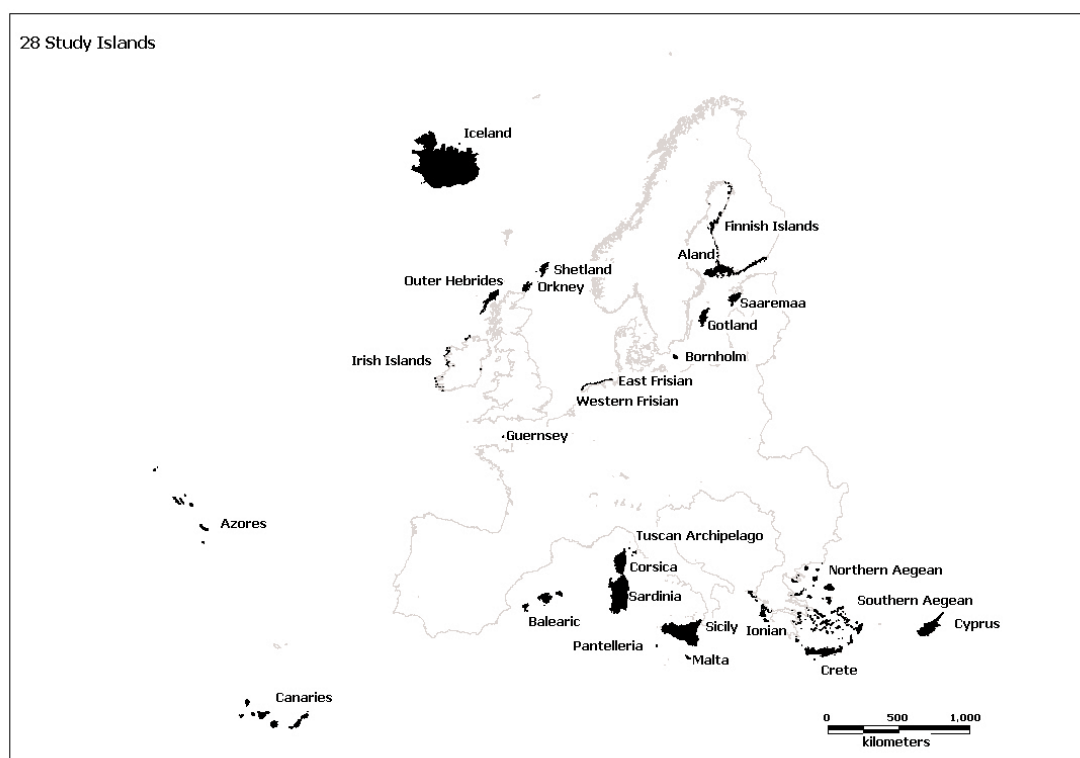 28 Study Islands
Iceland
Finnish Islands
Aland
Shetland
Outer Hebrides
Orkney
Saaremaa
Gotland
Irish Islands
Bornholm
East Frisian
Western Frisian
Guernsey
Azores
Tuscan Archipelago
Corsica
Northern Aegean
Sardinia
Southern Aegean
Balearic
Sicily
Ionian
Cyprus
Pantelleria
Malta
Crete
Canaries
0 500 1,000
kilometers